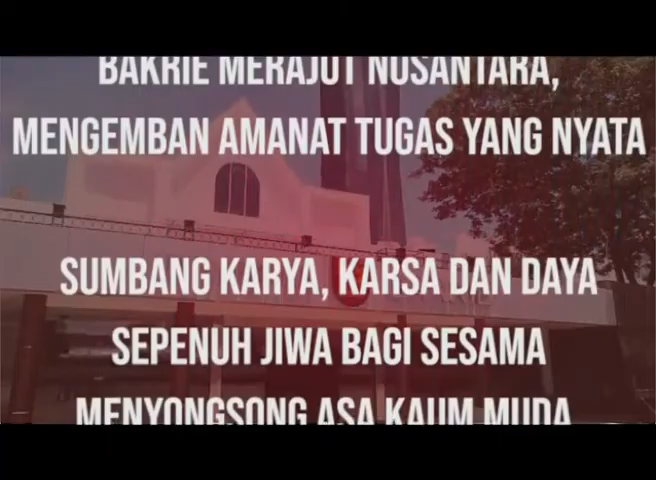 BAKRIE MERAJUT NUSANTARA,
MENGEMBAN AMANAT TUGAS YANG NYATA
SUMBANG KARYA, KARSA DAN DAYA
SEPENUH JIWA BAGI SESAMA
MENYONGSONG ASA KAUM MUDA